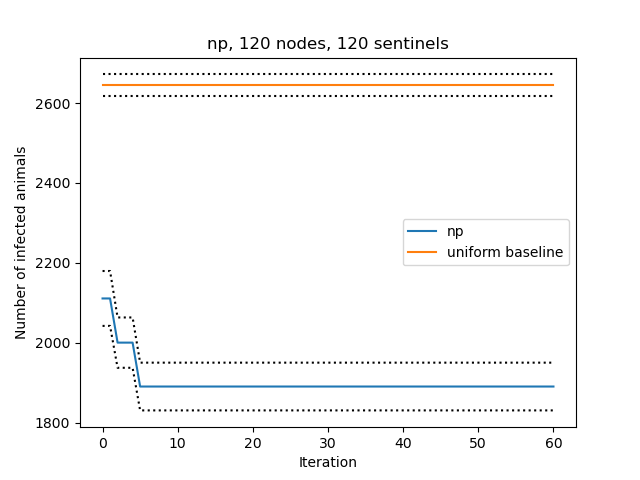 np, 120 nodes, 120 sentinels
Number of infected animals
2600
2400
2200
2000
1800
np
uniform baseline
0 10 20 30 40 50 60
Iteration